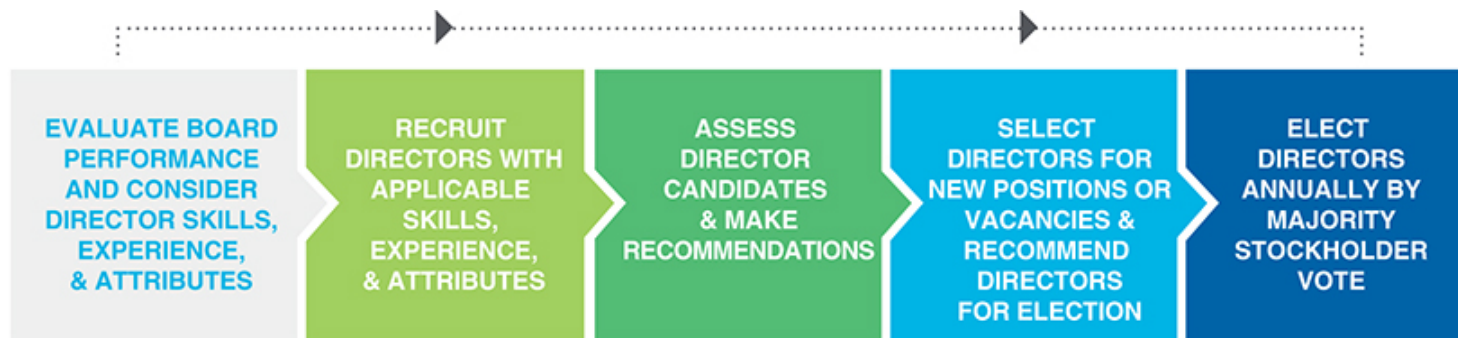 EVALUATE BOARD
PERFORMANCE
AND CONSIDER
DIRECTOR SKILLS,
EXPERIENCE,
& ATTRIBUTES
RECRUIT
DIRECTORS WITH
APPLICABLE
SKILLS,
EXPERIENCE,
& ATTRIBUTES
ASSESS
DIRECTOR
CANDIDATES
& MAKE
RECOMMENDATIONS
SELECT
DIRECTORS FOR
NEW POSITIONS OR
VACANCIES &
RECOMMEND
DIRECTORS
FOR ELECTION
ELECT
DIRECTORS
ANNUALLY BY
MAJORITY
STOCKHOLDER
VOTE